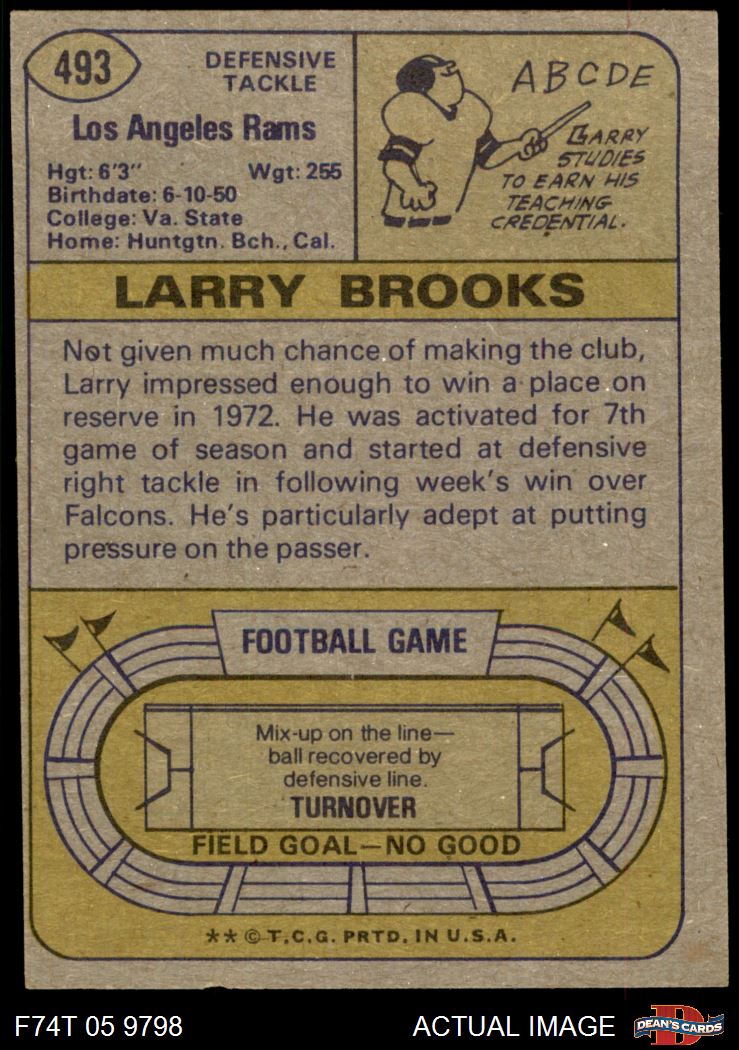 493
DEFENSIVE
TACKLE
Los Angeles Rams
Hgt: 6'3" Wgt: 255
Birthdate: 6-10-50
College: Va. State
Home: Huntgtn. Bch., Cal.
ABCDE
LARRY
STUDIES
TO EARN HIS
TEACHING
CREDENTIAL.
LARRY BROOKS
Not given much chance of making the club,
Larry impressed enough to win a place on
reserve in 1972. He was activated for 7th
game of season and started at defensive
right tackle in following week's win over
Falcons. He's particularly adept at putting
pressure on the passer.
FOOTBALL GAME
Mix-up on the line—
ball recovered by
defensive line.
TURNOVER
FIELD GOAL—NO GOOD
** © T.C.G. PRTD. IN U.S.A.
F74T 05 9798 ACTUAL IMAGE
D
DEAN'S CARDS